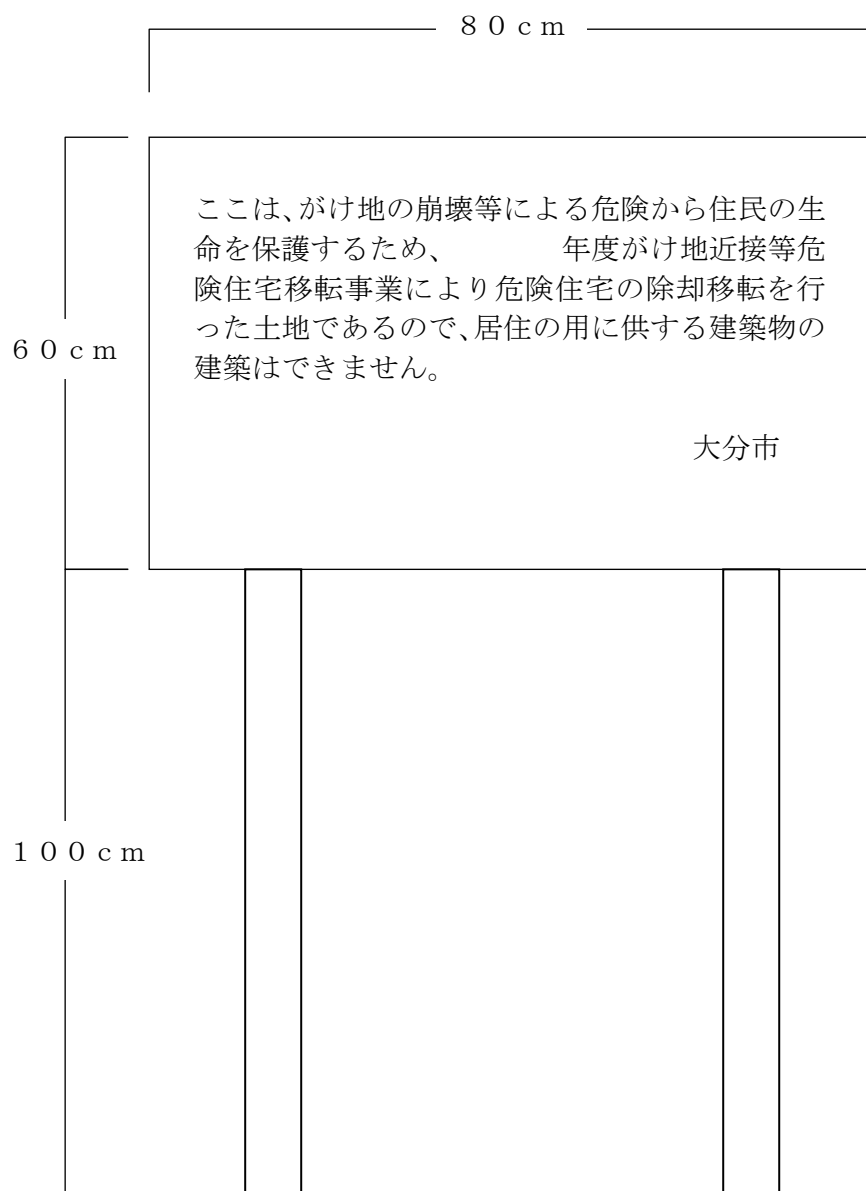 ８０ｃｍ
ここは、がけ地の崩壊等による危険から住民の生
命を保護するため、　　　　年度がけ地近接等危
険住宅移転事業により危険住宅の除却移転を行
った土地であるので、居住の用に供する建築物の
建築はできません。
６０ｃｍ
大分市
１００ｃｍ